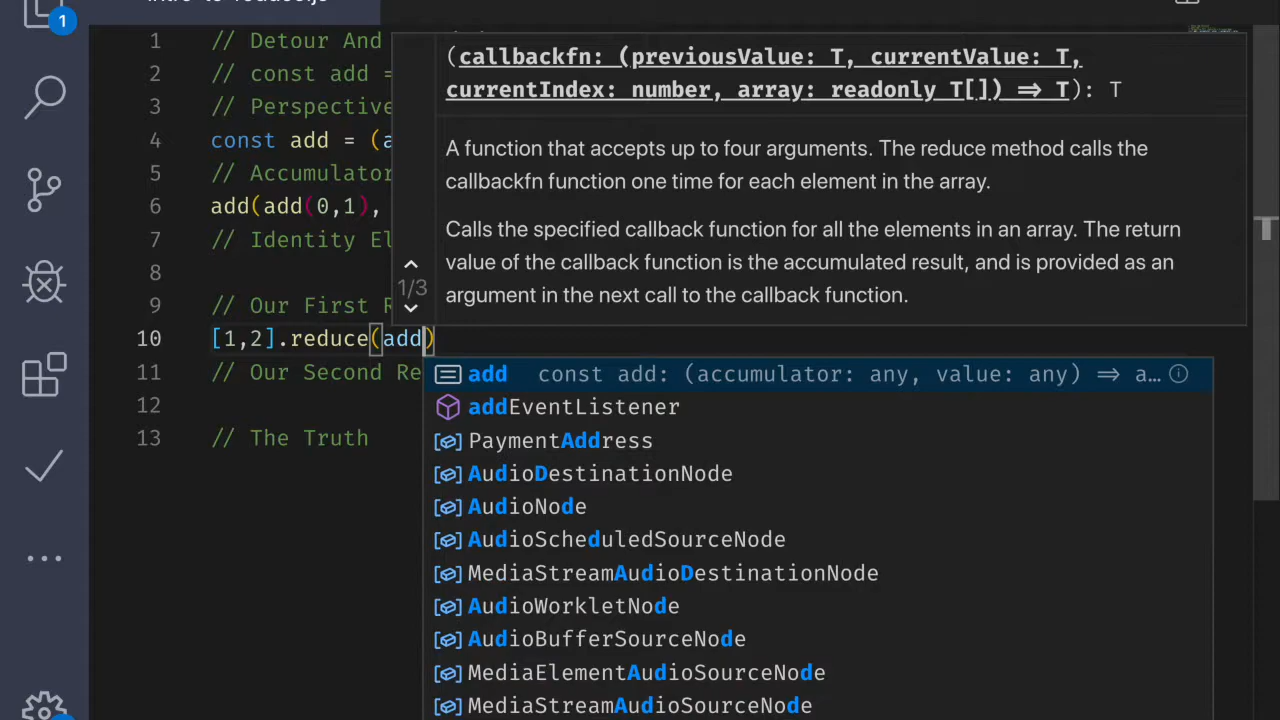 1
1 // Detour And
2 // const add =
3 // Perspective
4 const add = (a
5 // Accumulator
6 add(add(0,1),
7 // Identity El
8
9 // Our First R
10 [1,2].reduce(add)
11 // Our Second Re
12
13 // The Truth
(callbackfn: (previousValue: T, currentValue: T,
currentIndex: number, array: readonly T[]) => T): T
A function that accepts up to four arguments. The reduce method calls the
callbackfn function one time for each element in the array.
Calls the specified callback function for all the elements in an array. The return
value of the callback function is the accumulated result, and is provided as an
argument in the next call to the callback function.
1/3
add const add: (accumulator: any, value: any) => a…
addEventListener
PaymentAddress
AudioDestinationNode
AudioNode
AudioScheduledSourceNode
MediaStreamAudioDestinationNode
AudioWorkletNode
AudioBufferSourceNode
MediaElementAudioSourceNode
MediaStreamAudioSourceNode